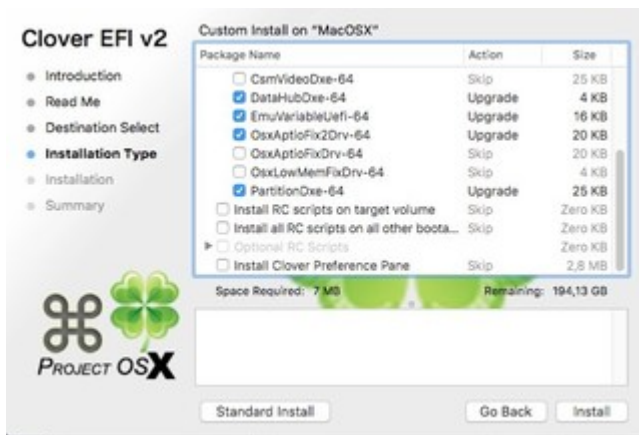 Clover EFI v2
Custom Install on "MacOSX"
Introduction
Read Me
Destination Select
Installation Type
Installation
Summary
Package Name Action Size
CsmVideoDxe-64 Skip 25 KB
DataHubDxe-64 Upgrade 4 KB
EmuVariableUefi-64 Upgrade 16 KB
OsxAptioFix2Drv-64 Upgrade 20 KB
OsxAptioFixDrv-64 Skip 20 KB
OsxLowMemFixDrv-64 Skip 4 KB
PartitionDxe-64 Upgrade 25 KB
Install RC scripts on target volume Skip Zero KB
Install all RC scripts on all other boota... Skip Zero KB
Optional RC Scripts Zero KB
Install Clover Preference Pane Skip 2,8 MB
Space Required: 7 MB Remaining: 194,13 GB
PROJECT OSX
Standard Install Go Back Install